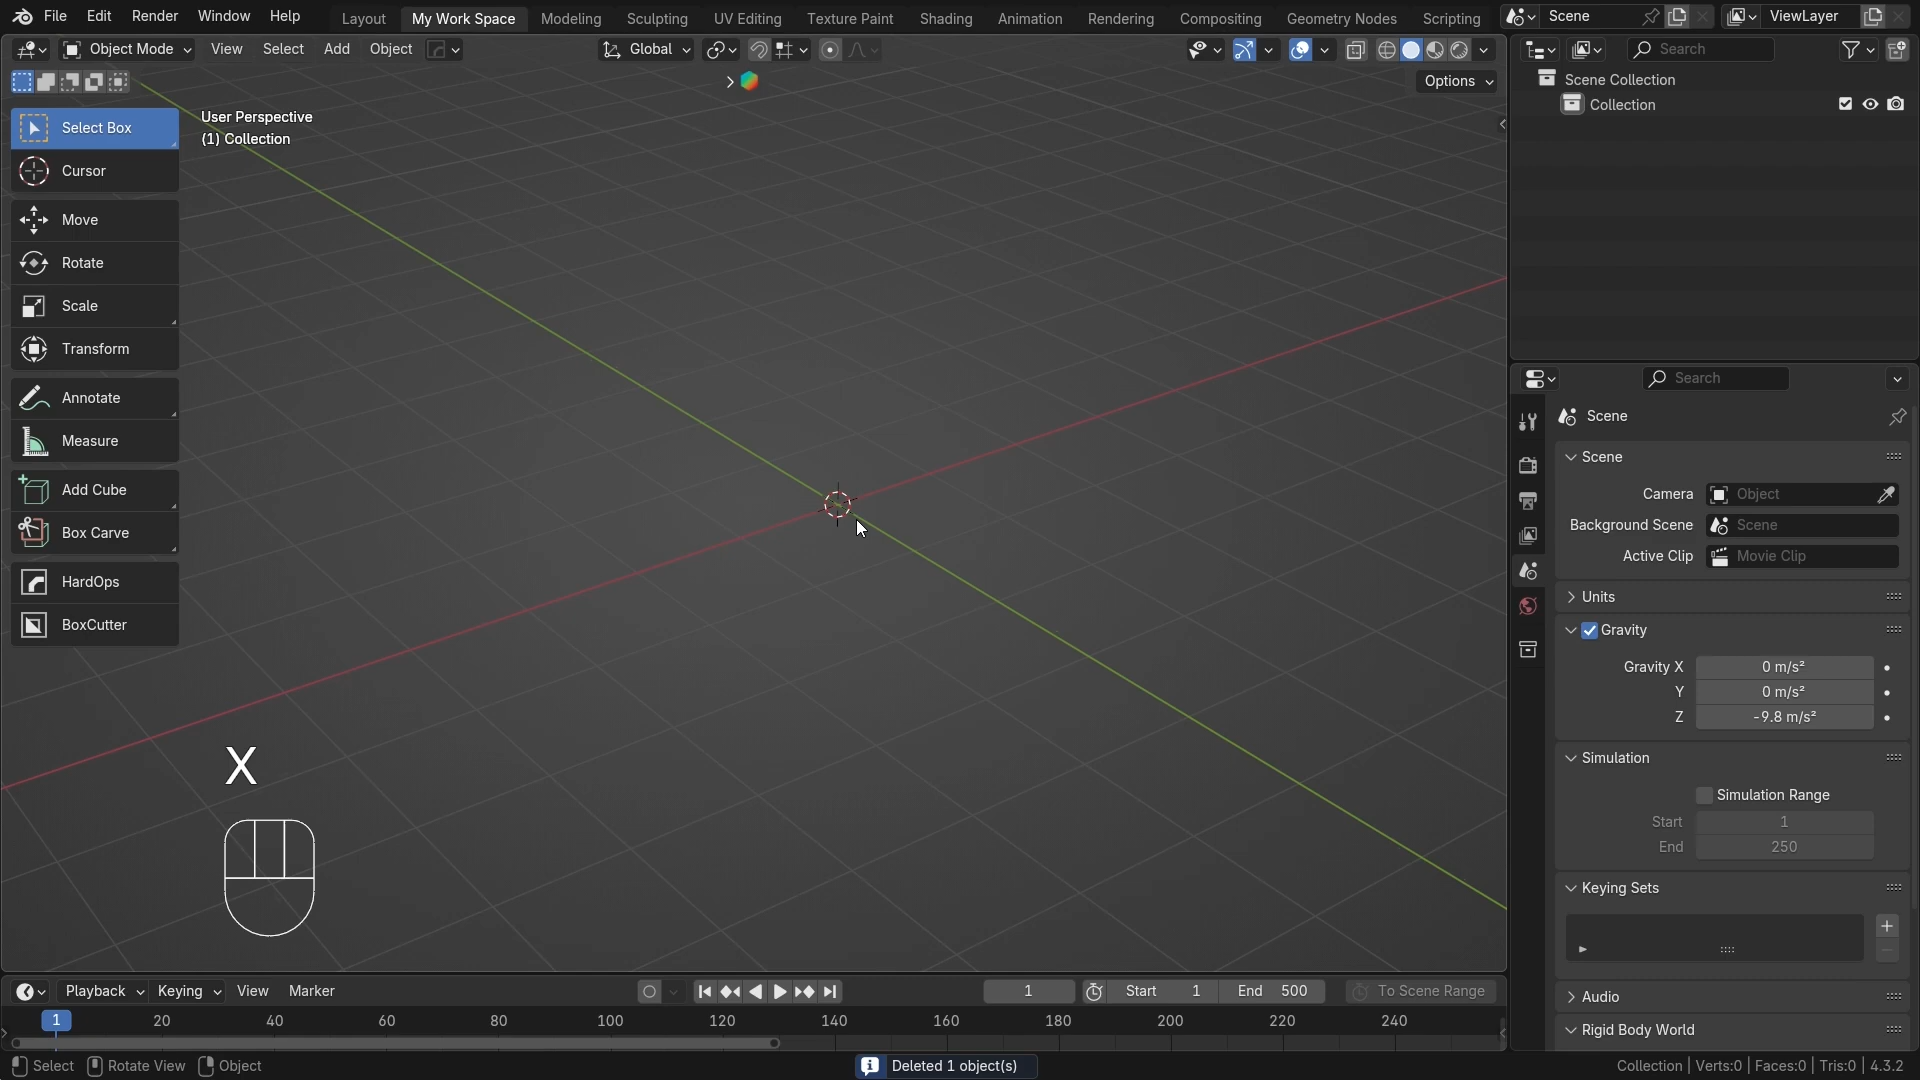 File Edit Render Window Help
Layout My Work Space Modeling Sculpting UV Editing Texture Paint Shading Animation Rendering Compositing Geometry Nodes Scripting
Scene
ViewLayer
Object Mode View Select Add Object
Global
Options
User Perspective
(1) Collection
Select Box
Cursor
Move
Rotate
Scale
Transform
Annotate
Measure
Add Cube
Box Carve
HardOps
BoxCutter
X
Search
Scene Collection
Collection
Search
Scene
Scene
Camera Object
Background Scene Scene
Active Clip Movie Clip
Units
Gravity
Gravity X 0 m/s²
Y 0 m/s²
Z -9.8 m/s²
Simulation
Simulation Range
Start 1
End 250
Keying Sets
Audio
Rigid Body World
Playback Keying View Marker
1
Start 1 End 500
To Scene Range
1 20 40 60 80 100 120 140 160 180 200 220 240
Select Rotate View Object
Deleted 1 object(s)
Collection | Verts:0 | Faces:0 | Tris:0 | 4.3.2